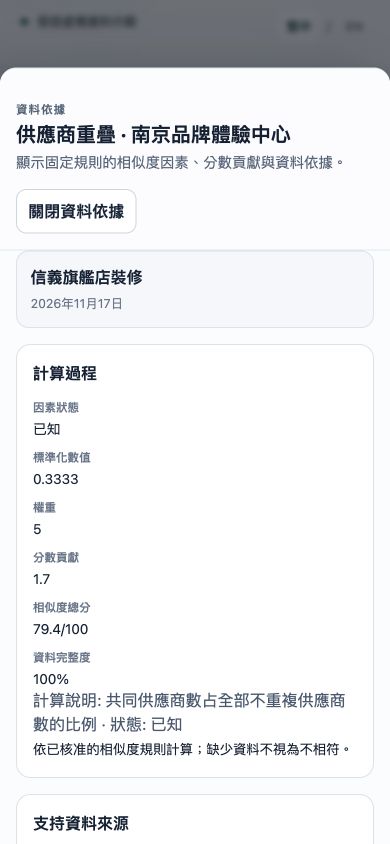 資料依據
供應商重疊 · 南京品牌體驗中心
顯示固定規則的相似度因素、分數貢獻與資料依據。
關閉資料依據
信義旗艦店裝修
2026年11月17日
計算過程
因素狀態
已知
標準化數值
0.3333
權重
5
分數貢獻
1.7
相似度總分
79.4/100
資料完整度
100%
計算說明: 共同供應商數占全部不重複供應商
數的比例 · 狀態: 已知
依已核准的相似度規則計算；缺少資料不視為不相符。
支持資料來源